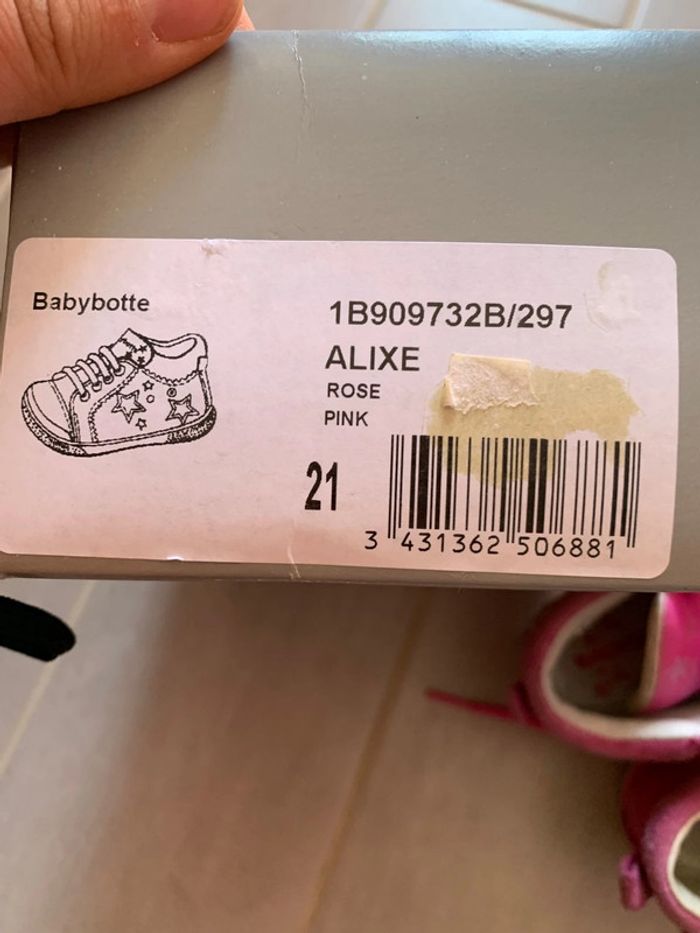 Babybotte
1B909732B/297
ALIXE
ROSE
PINK
21
3 431362 506881